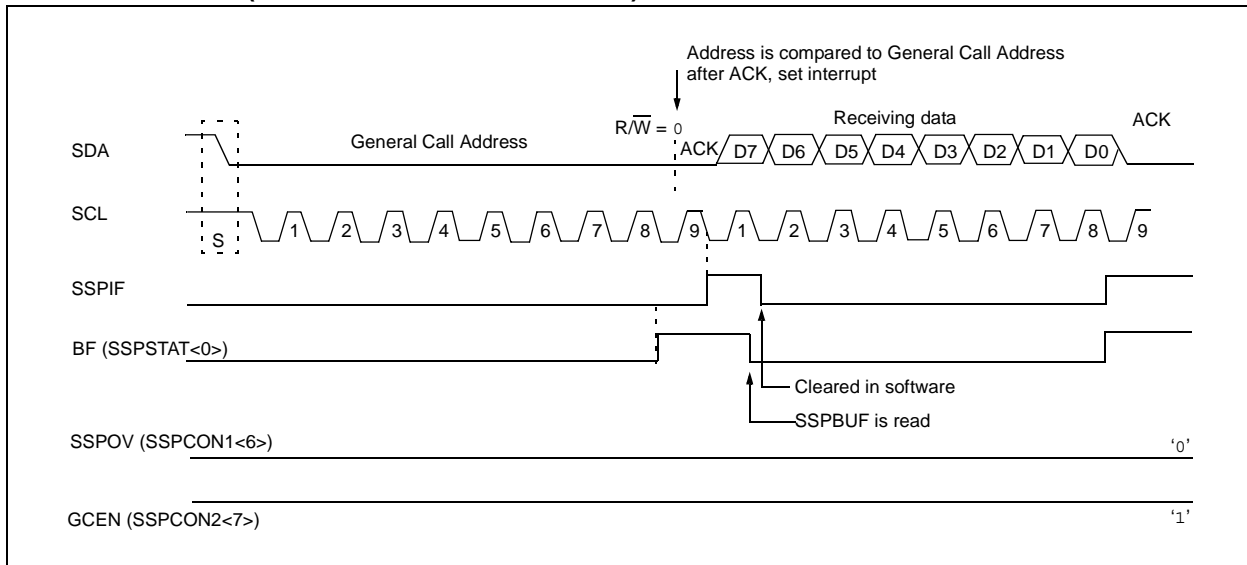 Address is compared to General Call Address
after ACK, set interrupt
R/W̅ = 0
Receiving data
ACK
SDA
General Call Address
ACK
D7 D6 D5 D4 D3 D2 D1 D0
SCL
S
1 2 3 4 5 6 7 8 9 1 2 3 4 5 6 7 8 9
SSPIF
BF (SSPSTAT<0>)
Cleared in software
SSPBUF is read
SSPOV (SSPCON1<6>)
‘0’
GCEN (SSPCON2<7>)
‘1’